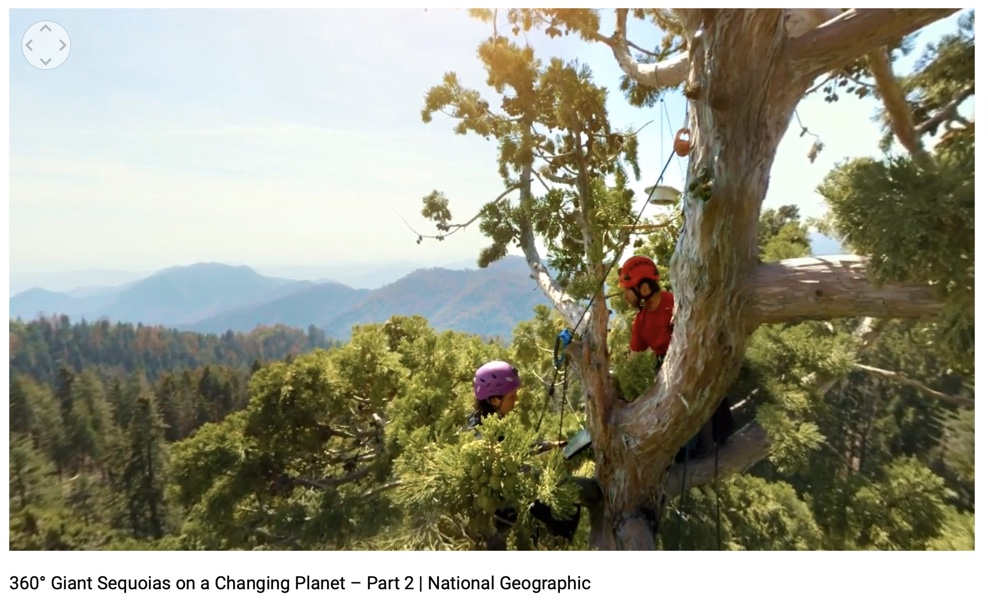 360° Giant Sequoias on a Changing Planet – Part 2 | National Geographic